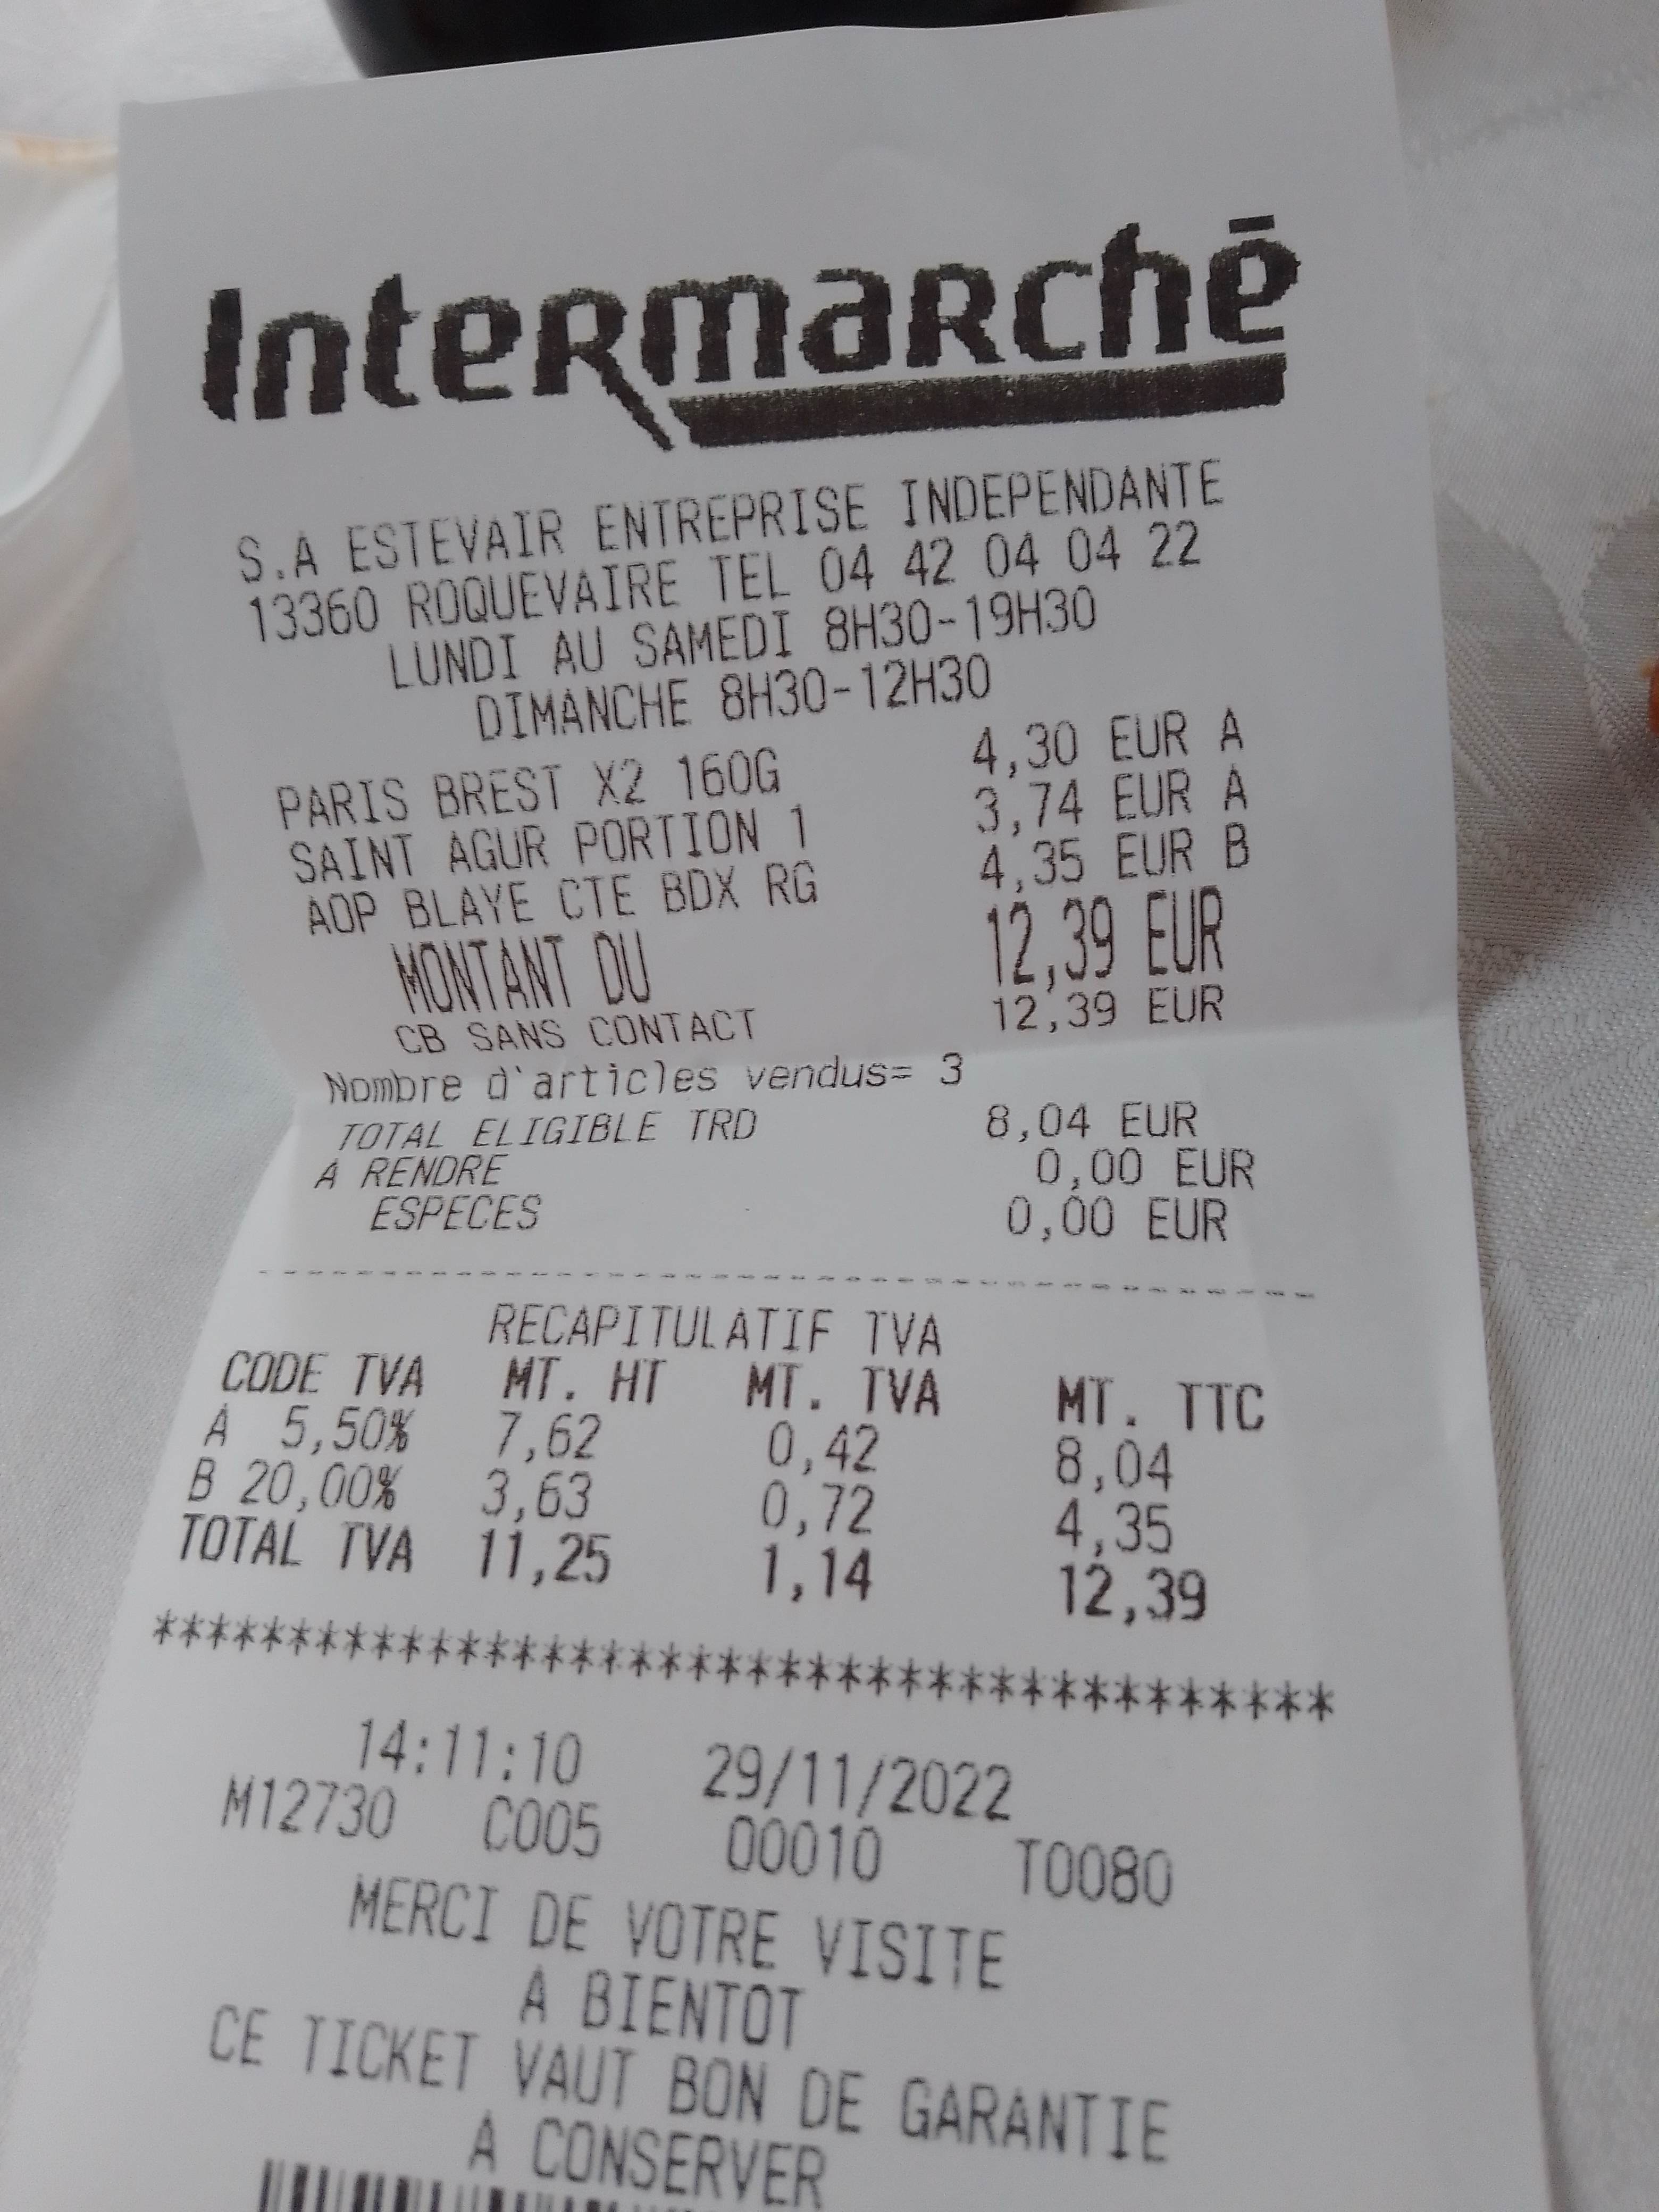 Intermarché
S.A ESTEVAIR ENTREPRISE INDEPENDANTE
13360 ROQUEVAIRE TEL 04 42 04 04 22
LUNDI AU SAMEDI 8H30-19H30
DIMANCHE 8H30-12H30
PARIS BREST X2 160G 4,30 EUR A
SAINT AGUR PORTION 1 3,74 EUR A
AOP BLAYE CTE BDX RG 4,35 EUR B
MONTANT DU 12,39 EUR
CB SANS CONTACT 12,39 EUR
Nombre d'articles vendus= 3
TOTAL ELIGIBLE TRD 8,04 EUR
A RENDRE 0,00 EUR
ESPECES 0,00 EUR
--------------------------------------
RECAPITULATIF TVA
CODE TVA MT. HT MT. TVA MT. TTC
A 5,50% 7,62 0,42 8,04
B 20,00% 3,63 0,72 4,35
TOTAL TVA 11,25 1,14 12,39
****************************************
14:11:10 29/11/2022
M12730 C005 00010 T0080
MERCI DE VOTRE VISITE
A BIENTOT
CE TICKET VAUT BON DE GARANTIE
A CONSERVER